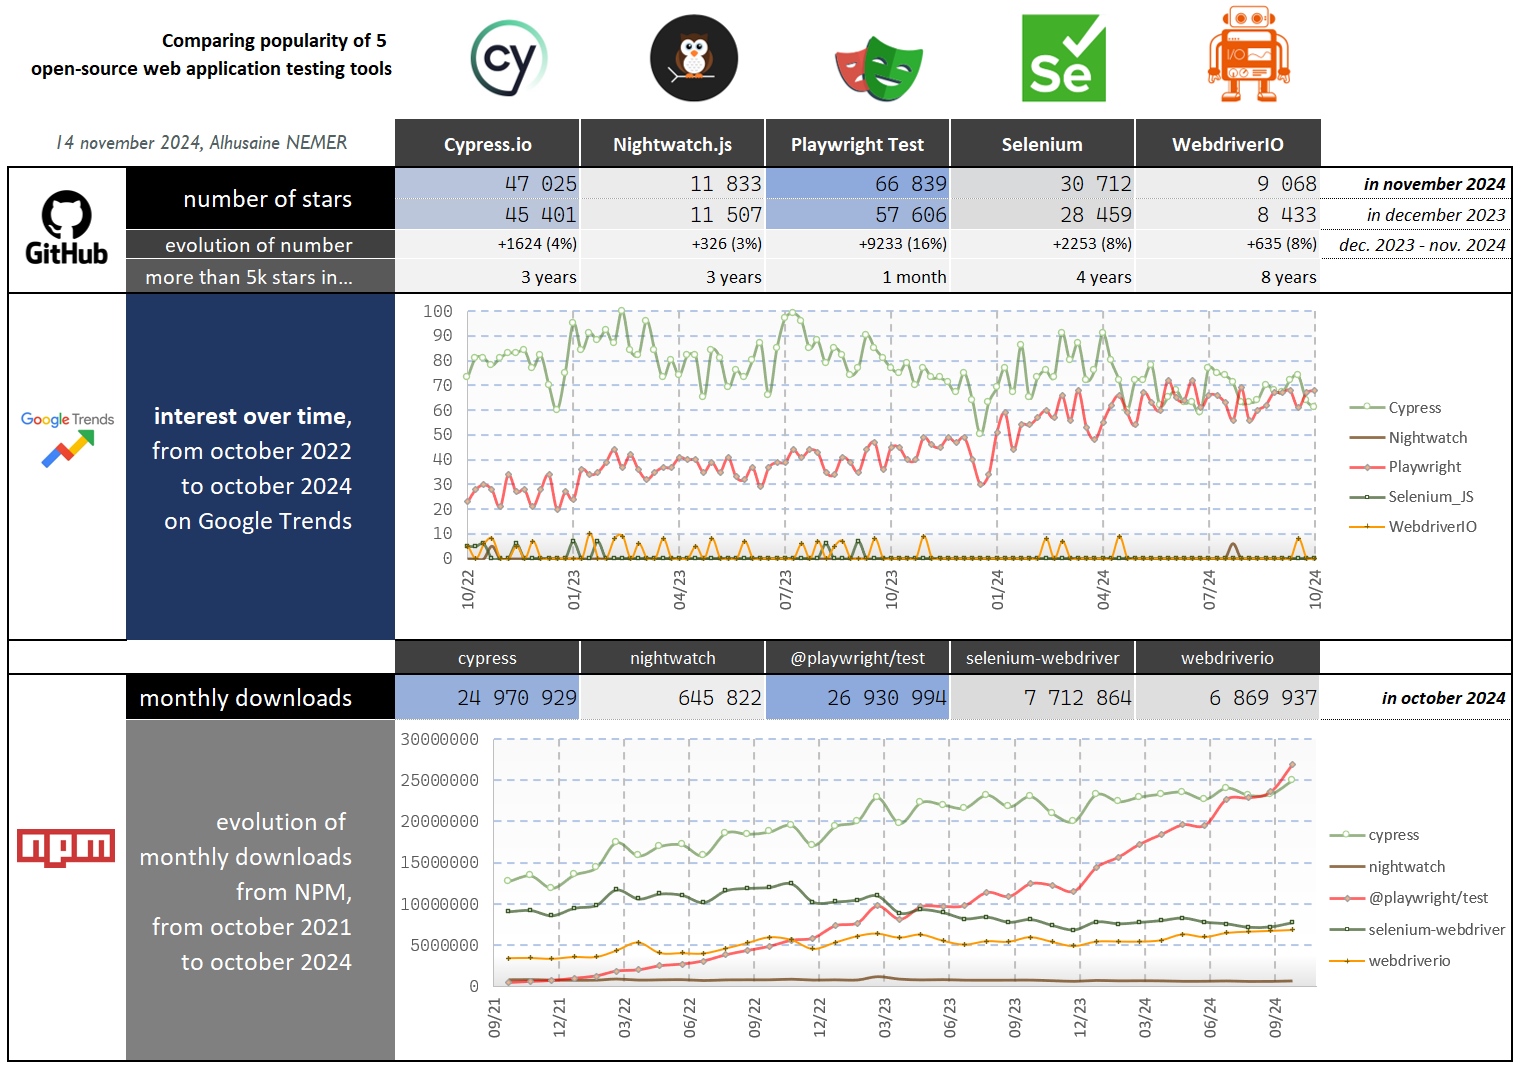 Comparing popularity of 5
open-source web application testing tools
cy
Se
I/O
14 november 2024, Alhusaine NEMER
Cypress.io Nightwatch.js Playwright Test Selenium WebdriverIO
GitHub
number of stars
47 025 11 833 66 839 30 712 9 068 in november 2024
45 401 11 507 57 606 28 459 8 433 in december 2023
evolution of number +1624 (4%) +326 (3%) +9233 (16%) +2253 (8%) +635 (8%) dec. 2023 - nov. 2024
more than 5k stars in... 3 years 3 years 1 month 4 years 8 years
Google Trends
interest over time,
from october 2022
to october 2024
on Google Trends
100
90
80
70
60
50
40
30
20
10
0
10/22 01/23 04/23 07/23 10/23 01/24 04/24 07/24 10/24
Cypress
Nightwatch
Playwright
Selenium_JS
WebdriverIO
cypress nightwatch @playwright/test selenium-webdriver webdriverio
monthly downloads 24 970 929 645 822 26 930 994 7 712 864 6 869 937 in october 2024
npm
evolution of
monthly downloads
from NPM,
from october 2021
to october 2024
30000000
25000000
20000000
15000000
10000000
5000000
0
09/21 12/21 03/22 06/22 09/22 12/22 03/23 06/23 09/23 12/23 03/24 06/24 09/24
cypress
nightwatch
@playwright/test
selenium-webdriver
webdriverio